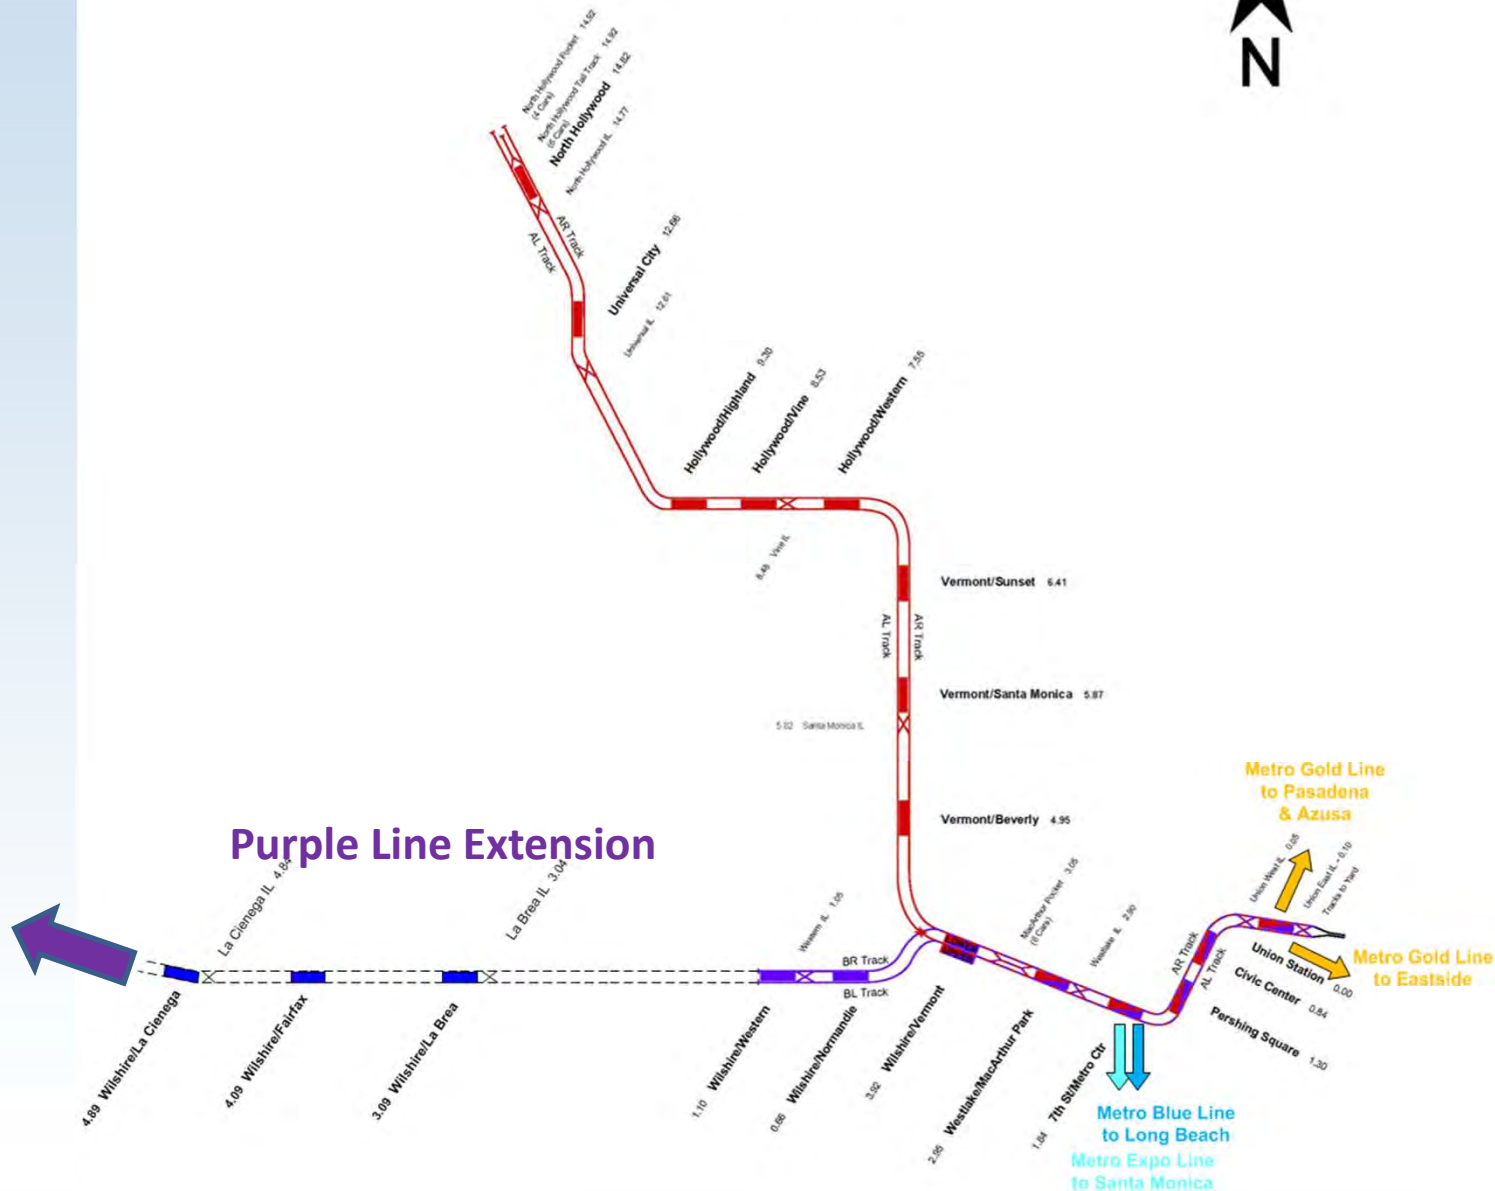 N
North Hollywood Pocket 14.92
(4 Cars)
North Hollywood Tail Track 14.92
(6 Cars)
North Hollywood 14.82
North Hollywood IL 14.77
AR Track
AL Track
Universal City 12.66
Universal IL 12.61
Hollywood/Highland 9.30
Hollywood/Vine 8.53
Hollywood/Western 7.55
8.48 Vine IL
Vermont/Sunset 6.41
AL Track
AR Track
Vermont/Santa Monica 5.87
5.82 Santa Monica IL
Vermont/Beverly 4.95
Metro Gold Line
to Pasadena
& Azusa
Purple Line Extension
La Cienega IL 4.84
La Brea IL 3.04
Western IL 1.05
MacArthur Pocket 3.05
Westlake IL 2.90
Union West IL 0.05
Union East IL - 0.10
Tracks to Yard
BR Track
BL Track
AR Track
AL Track
Metro Gold Line
to Eastside
4.89 Wilshire/La Cienega
4.09 Wilshire/Fairfax
3.09 Wilshire/La Brea
1.10 Wilshire/Western
0.66 Wilshire/Normandie
3.92 Wilshire/Vermont
2.95 Westlake/MacArthur Park
1.84 7th St/Metro Ctr
Pershing Square 1.30
Civic Center 0.84
Union Station 0.00
Metro Blue Line
to Long Beach
Metro Expo Line
to Santa Monica